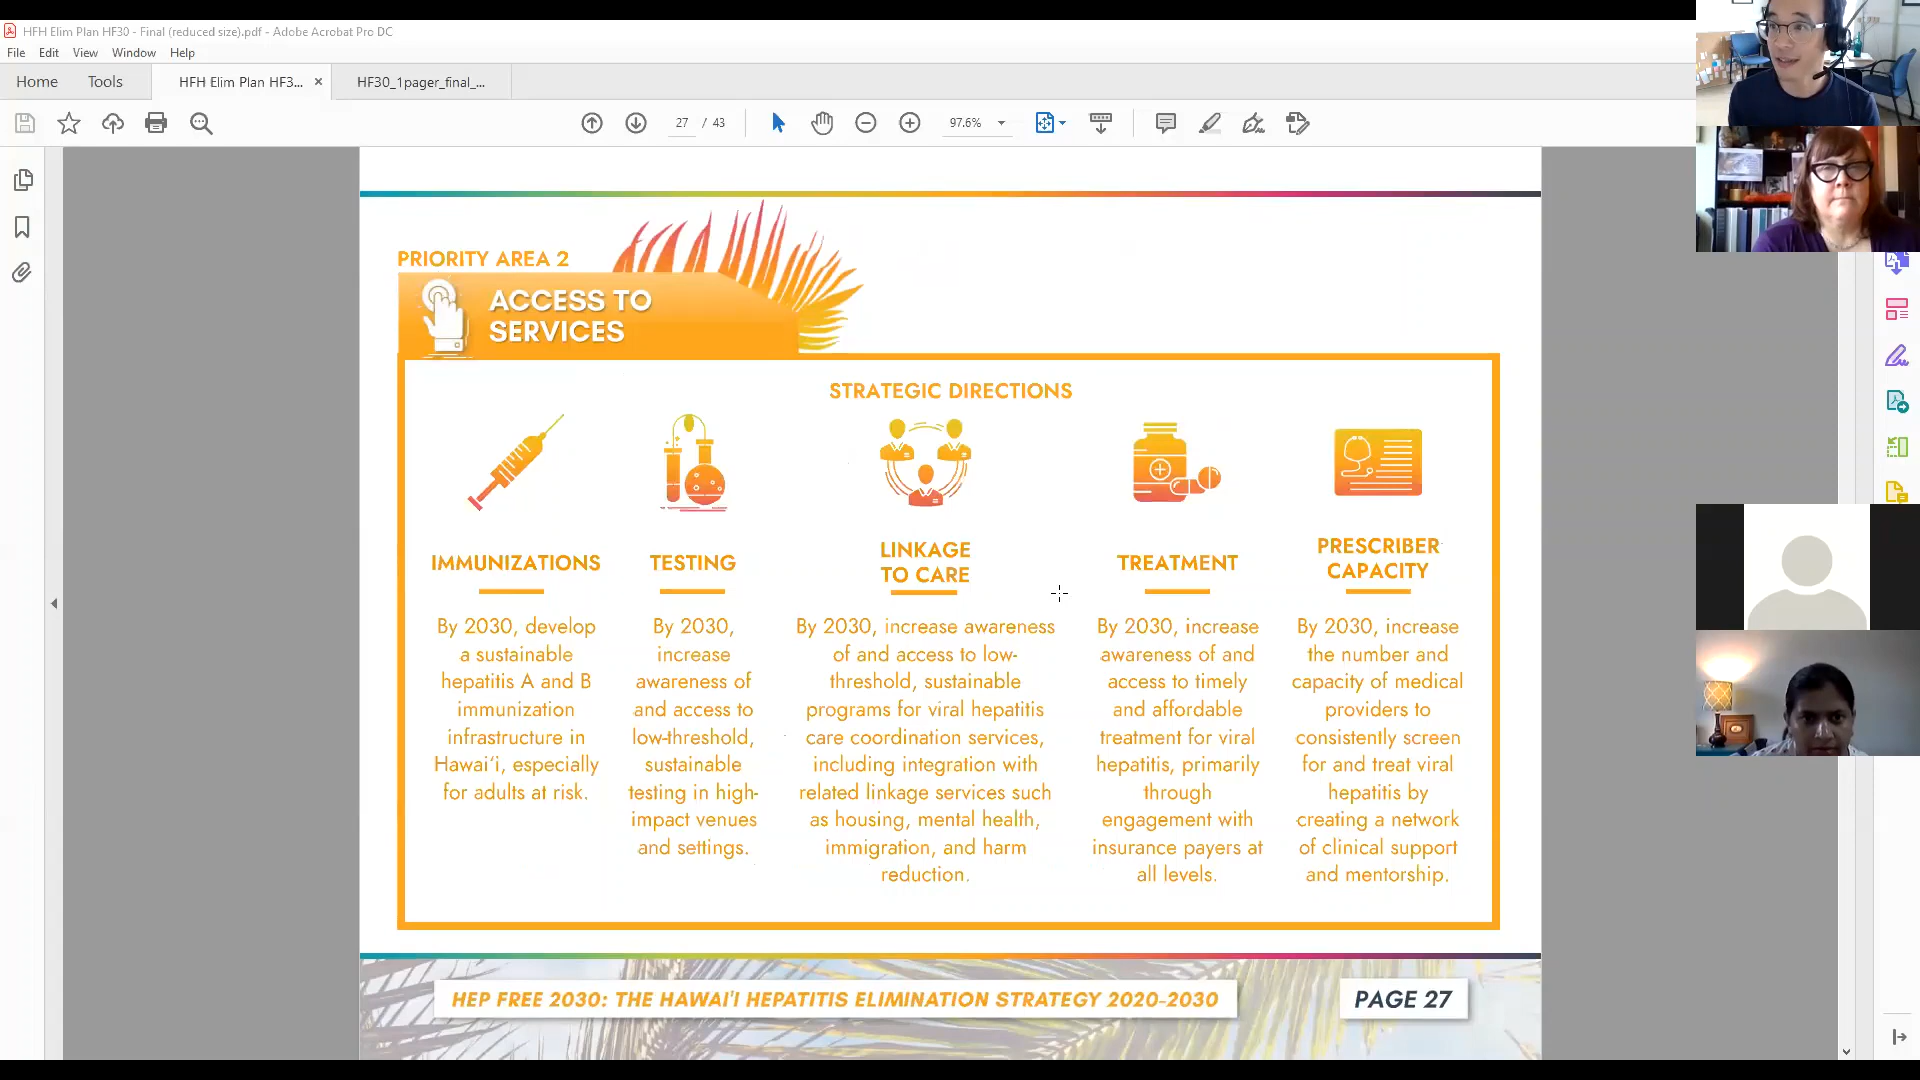 HFH Elim Plan HF30 - Final (reduced size).pdf - Adobe Acrobat Pro DC
File Edit View Window Help
Home Tools HFH Elim Plan HF3... × HF30_1pager_final_...
27 / 43 97.6%
PRIORITY AREA 2
ACCESS TO
SERVICES
STRATEGIC DIRECTIONS
IMMUNIZATIONS
By 2030, develop
a sustainable
hepatitis A and B
immunization
infrastructure in
Hawaiʻi, especially
for adults at risk.
TESTING
By 2030,
increase
awareness of
and access to
low-threshold,
sustainable
testing in high-
impact venues
and settings.
LINKAGE
TO CARE
By 2030, increase awareness
of and access to low-
threshold, sustainable
programs for viral hepatitis
care coordination services,
including integration with
related linkage services such
as housing, mental health,
immigration, and harm
reduction.
TREATMENT
By 2030, increase
awareness of and
access to timely
and affordable
treatment for viral
hepatitis, primarily
through
engagement with
insurance payers at
all levels.
PRESCRIBER
CAPACITY
By 2030, increase
the number and
capacity of medical
providers to
consistently screen
for and treat viral
hepatitis by
creating a network
of clinical support
and mentorship.
HEP FREE 2030: THE HAWAI'I HEPATITIS ELIMINATION STRATEGY 2020-2030
PAGE 27